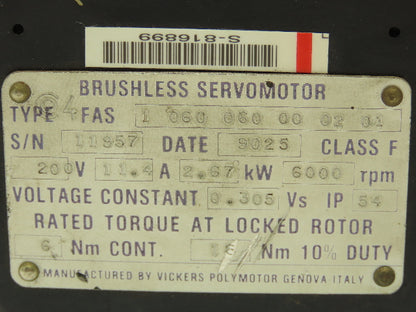 S-816899
BRUSHLESS SERVOMOTOR
TYPE FAS 1 060 060 00 02 01
S/N 11957 DATE 9025 CLASS F
200V 11.4 A 2.67 kW 6000 rpm
VOLTAGE CONSTANT 0.305 Vs IP 54
RATED TORQUE AT LOCKED ROTOR
6 Nm CONT. Nm 10% DUTY
MANUFACTURED BY VICKERS POLYMOTOR GENOVA ITALY